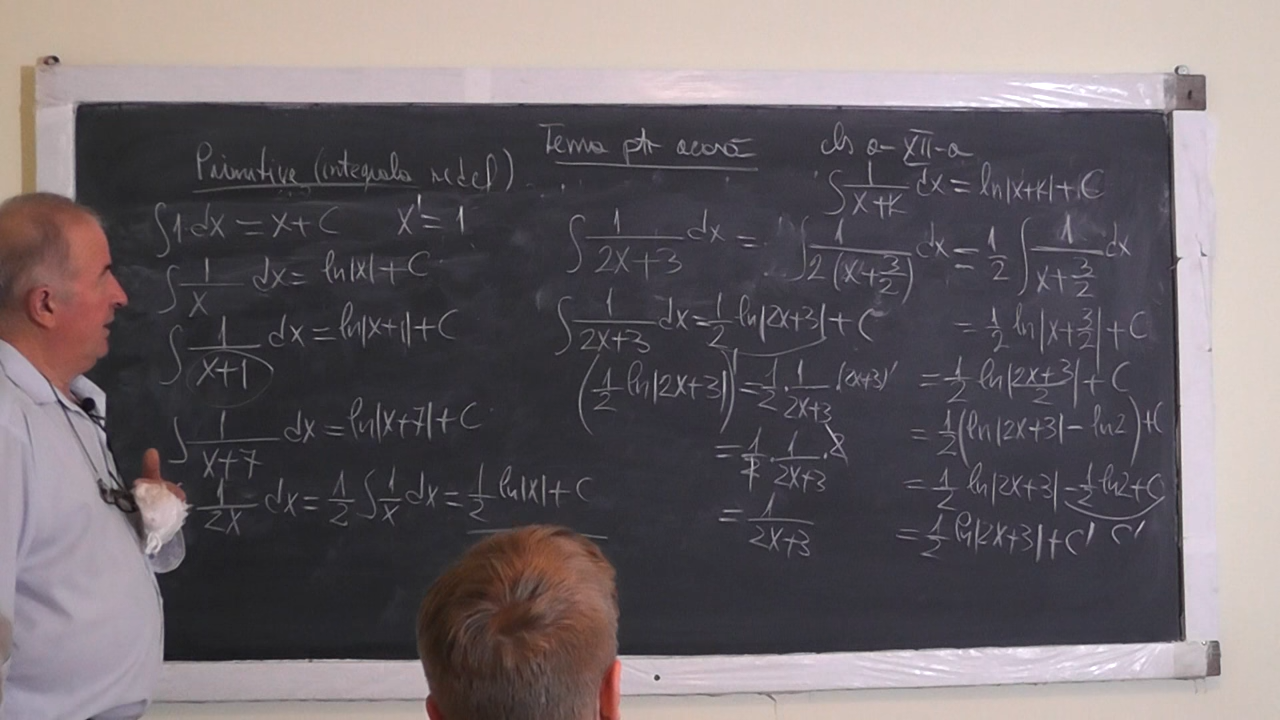 Primitive (integrala nedef)
∫1 dx = x+C x' = 1
∫ 1/x dx = ln|x| + C
∫ 1/(x+1) dx = ln|x+1| + C
∫ 1/(x+7) dx = ln|x+7| + C
1/(2x) dx = 1/2 ∫ 1/x dx = 1/2 ln|x| + C
Tema ptr acasă
∫ 1/(2x+3) dx = ∫ 1/(2(x+3/2)) dx = 1/2 ∫ 1/(x+3/2) dx
∫ 1/(2x+3) dx = 1/2 ln|2x+3| + C
(1/2 ln|2x+3|)' = 1/2 · 1/(2x+3) · (2x+3)'
= 1/2 · 1/(2x+3) · 2
= 1/(2x+3)
cls a-XII-a
∫ 1/(x+k) dx = ln|x+k| + C
= 1/2 ln|x+3/2| + C
= 1/2 ln|(2x+3)/2| + C
= 1/2 (ln|2x+3| - ln2) + C
= 1/2 ln|2x+3| - 1/2 ln2 + C
= 1/2 ln|2x+3| + C' C'